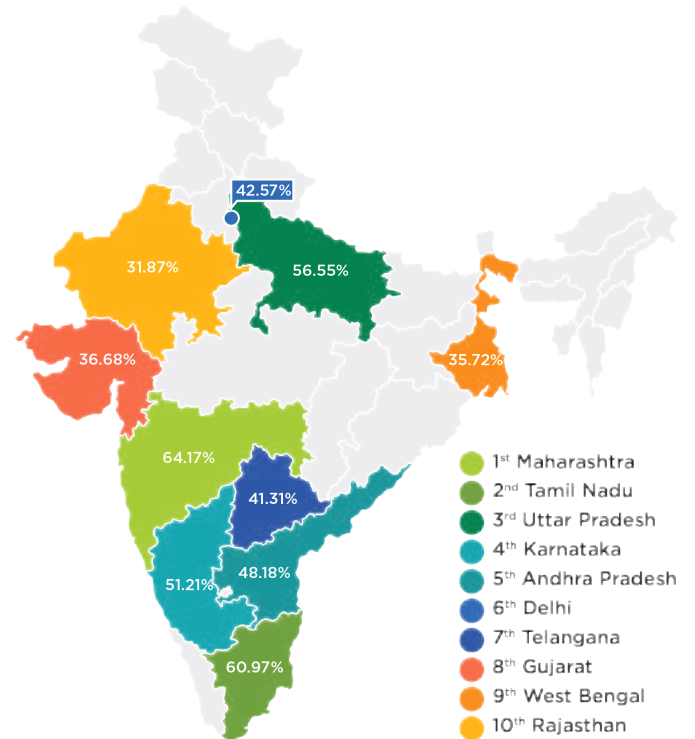 42.57%
31.87%
56.55%
36.68%
35.72%
64.17%
41.31%
51.21%
48.18%
60.97%
1st Maharashtra
2nd Tamil Nadu
3rd Uttar Pradesh
4th Karnataka
5th Andhra Pradesh
6th Delhi
7th Telangana
8th Gujarat
9th West Bengal
10th Rajasthan